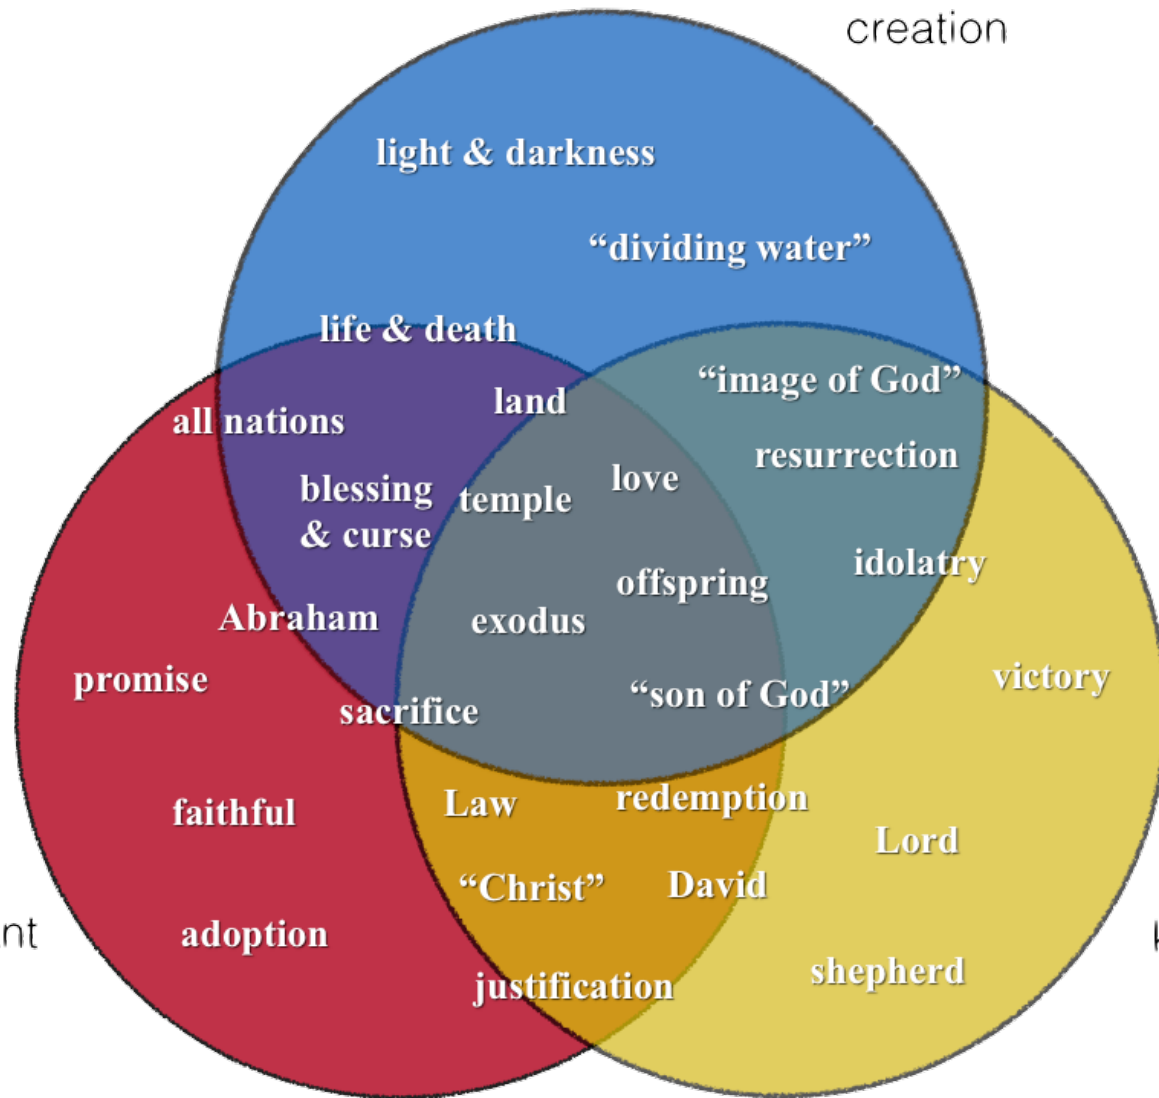 creation
light & darkness
“dividing water”
life & death
“image of God”
land
all nations
resurrection
love
blessing
& curse
temple
idolatry
offspring
Abraham
exodus
promise
victory
“son of God”
sacrifice
Law
redemption
faithful
Lord
“Christ”
David
nt
adoption
shepherd
justification